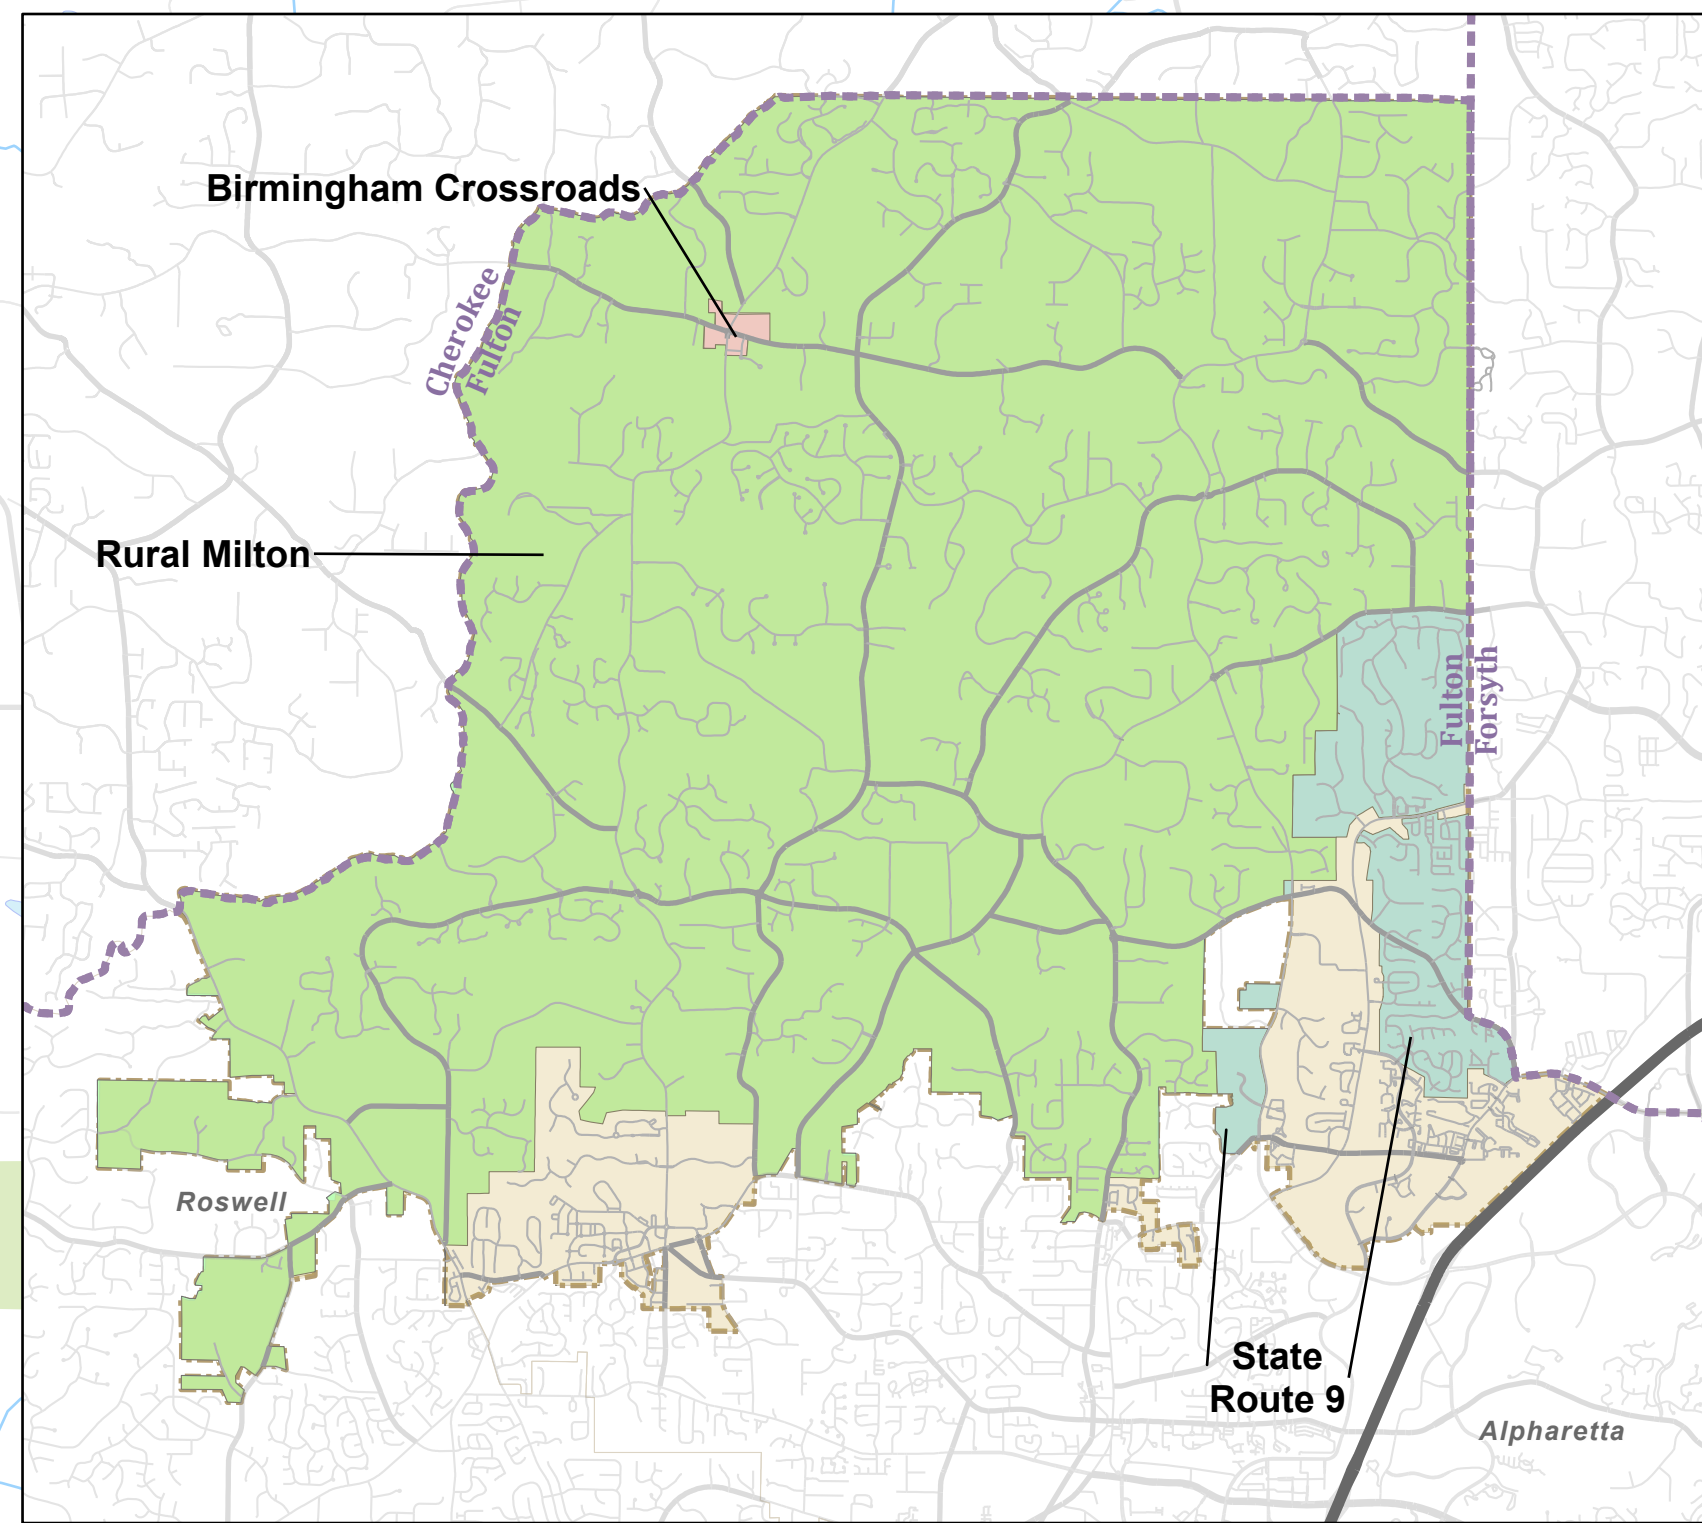 Birmingham Crossroads
Cherokee
Fulton
Rural Milton
Fulton
Forsyth
Roswell
State
Route 9
Alpharetta